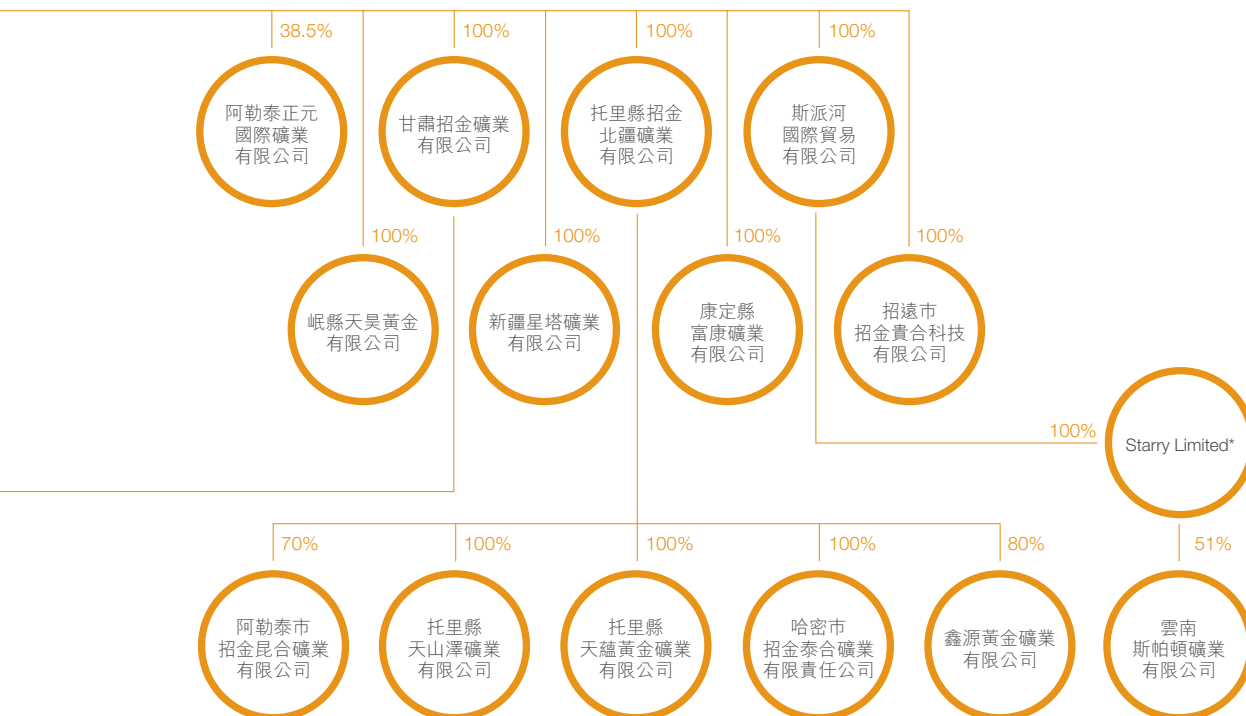 38.5%
100%
100%
100%
阿勒泰正元
國際礦業
有限公司
甘肅招金礦業
有限公司
托里縣招金
北疆礦業
有限公司
斯派河
國際貿易
有限公司
100%
100%
100%
100%
岷縣天昊黃金
有限公司
新疆星塔礦業
有限公司
康定縣
富康礦業
有限公司
招遠市
招金貴合科技
有限公司
100%
Starry Limited*
70%
100%
100%
100%
80%
51%
阿勒泰市
招金昆合礦業
有限公司
托里縣
天山澤礦業
有限公司
托里縣
天蘊黃金礦業
有限公司
哈密市
招金泰合礦業
有限責任公司
鑫源黃金礦業
有限公司
雲南
斯帕頓礦業
有限公司